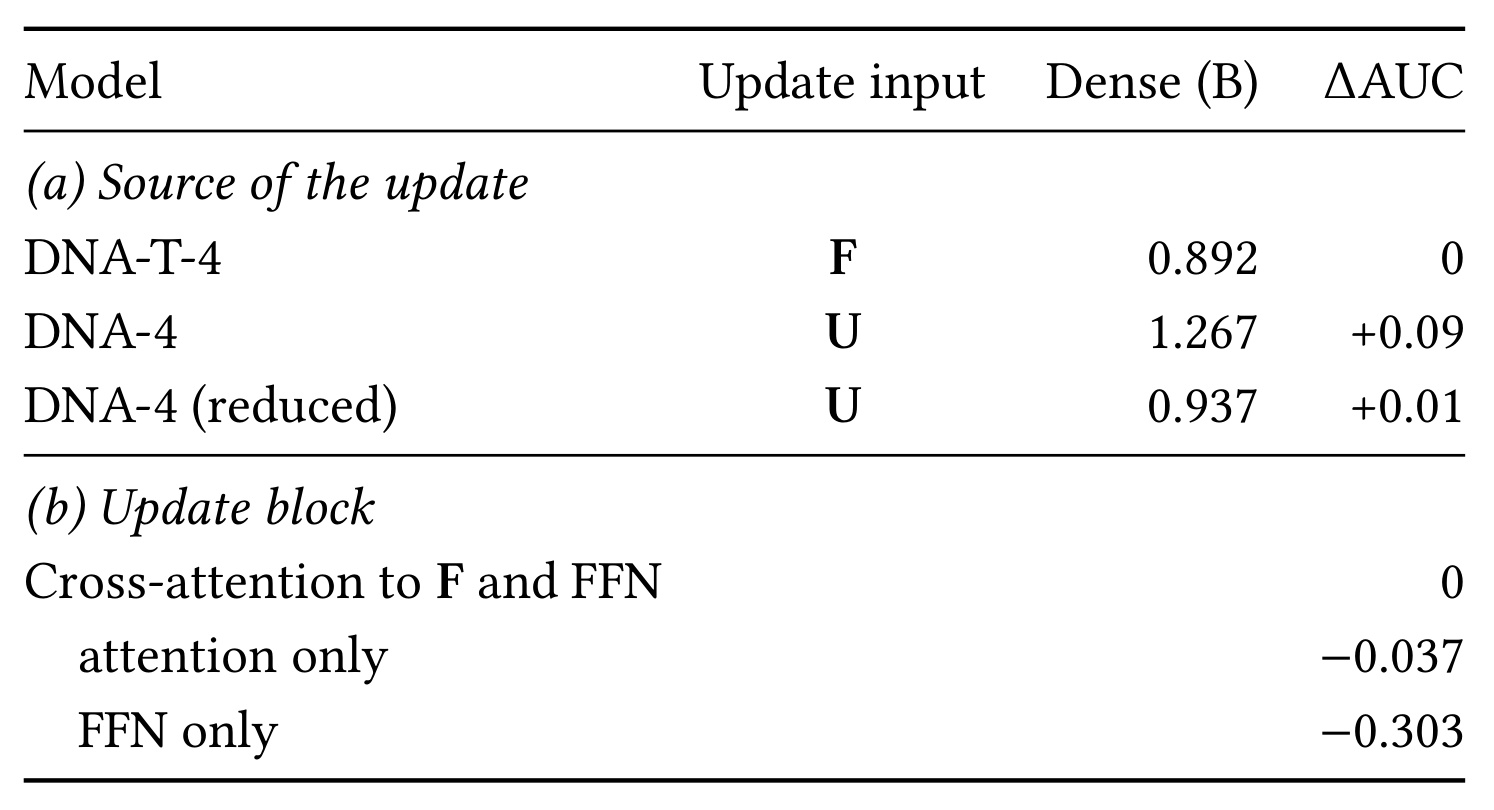 Model Update input Dense (B) ΔAUC
(a) Source of the update
DNA-T-4 F 0.892 0
DNA-4 U 1.267 +0.09
DNA-4 (reduced) U 0.937 +0.01
(b) Update block
Cross-attention to F and FFN 0
attention only −0.037
FFN only −0.303